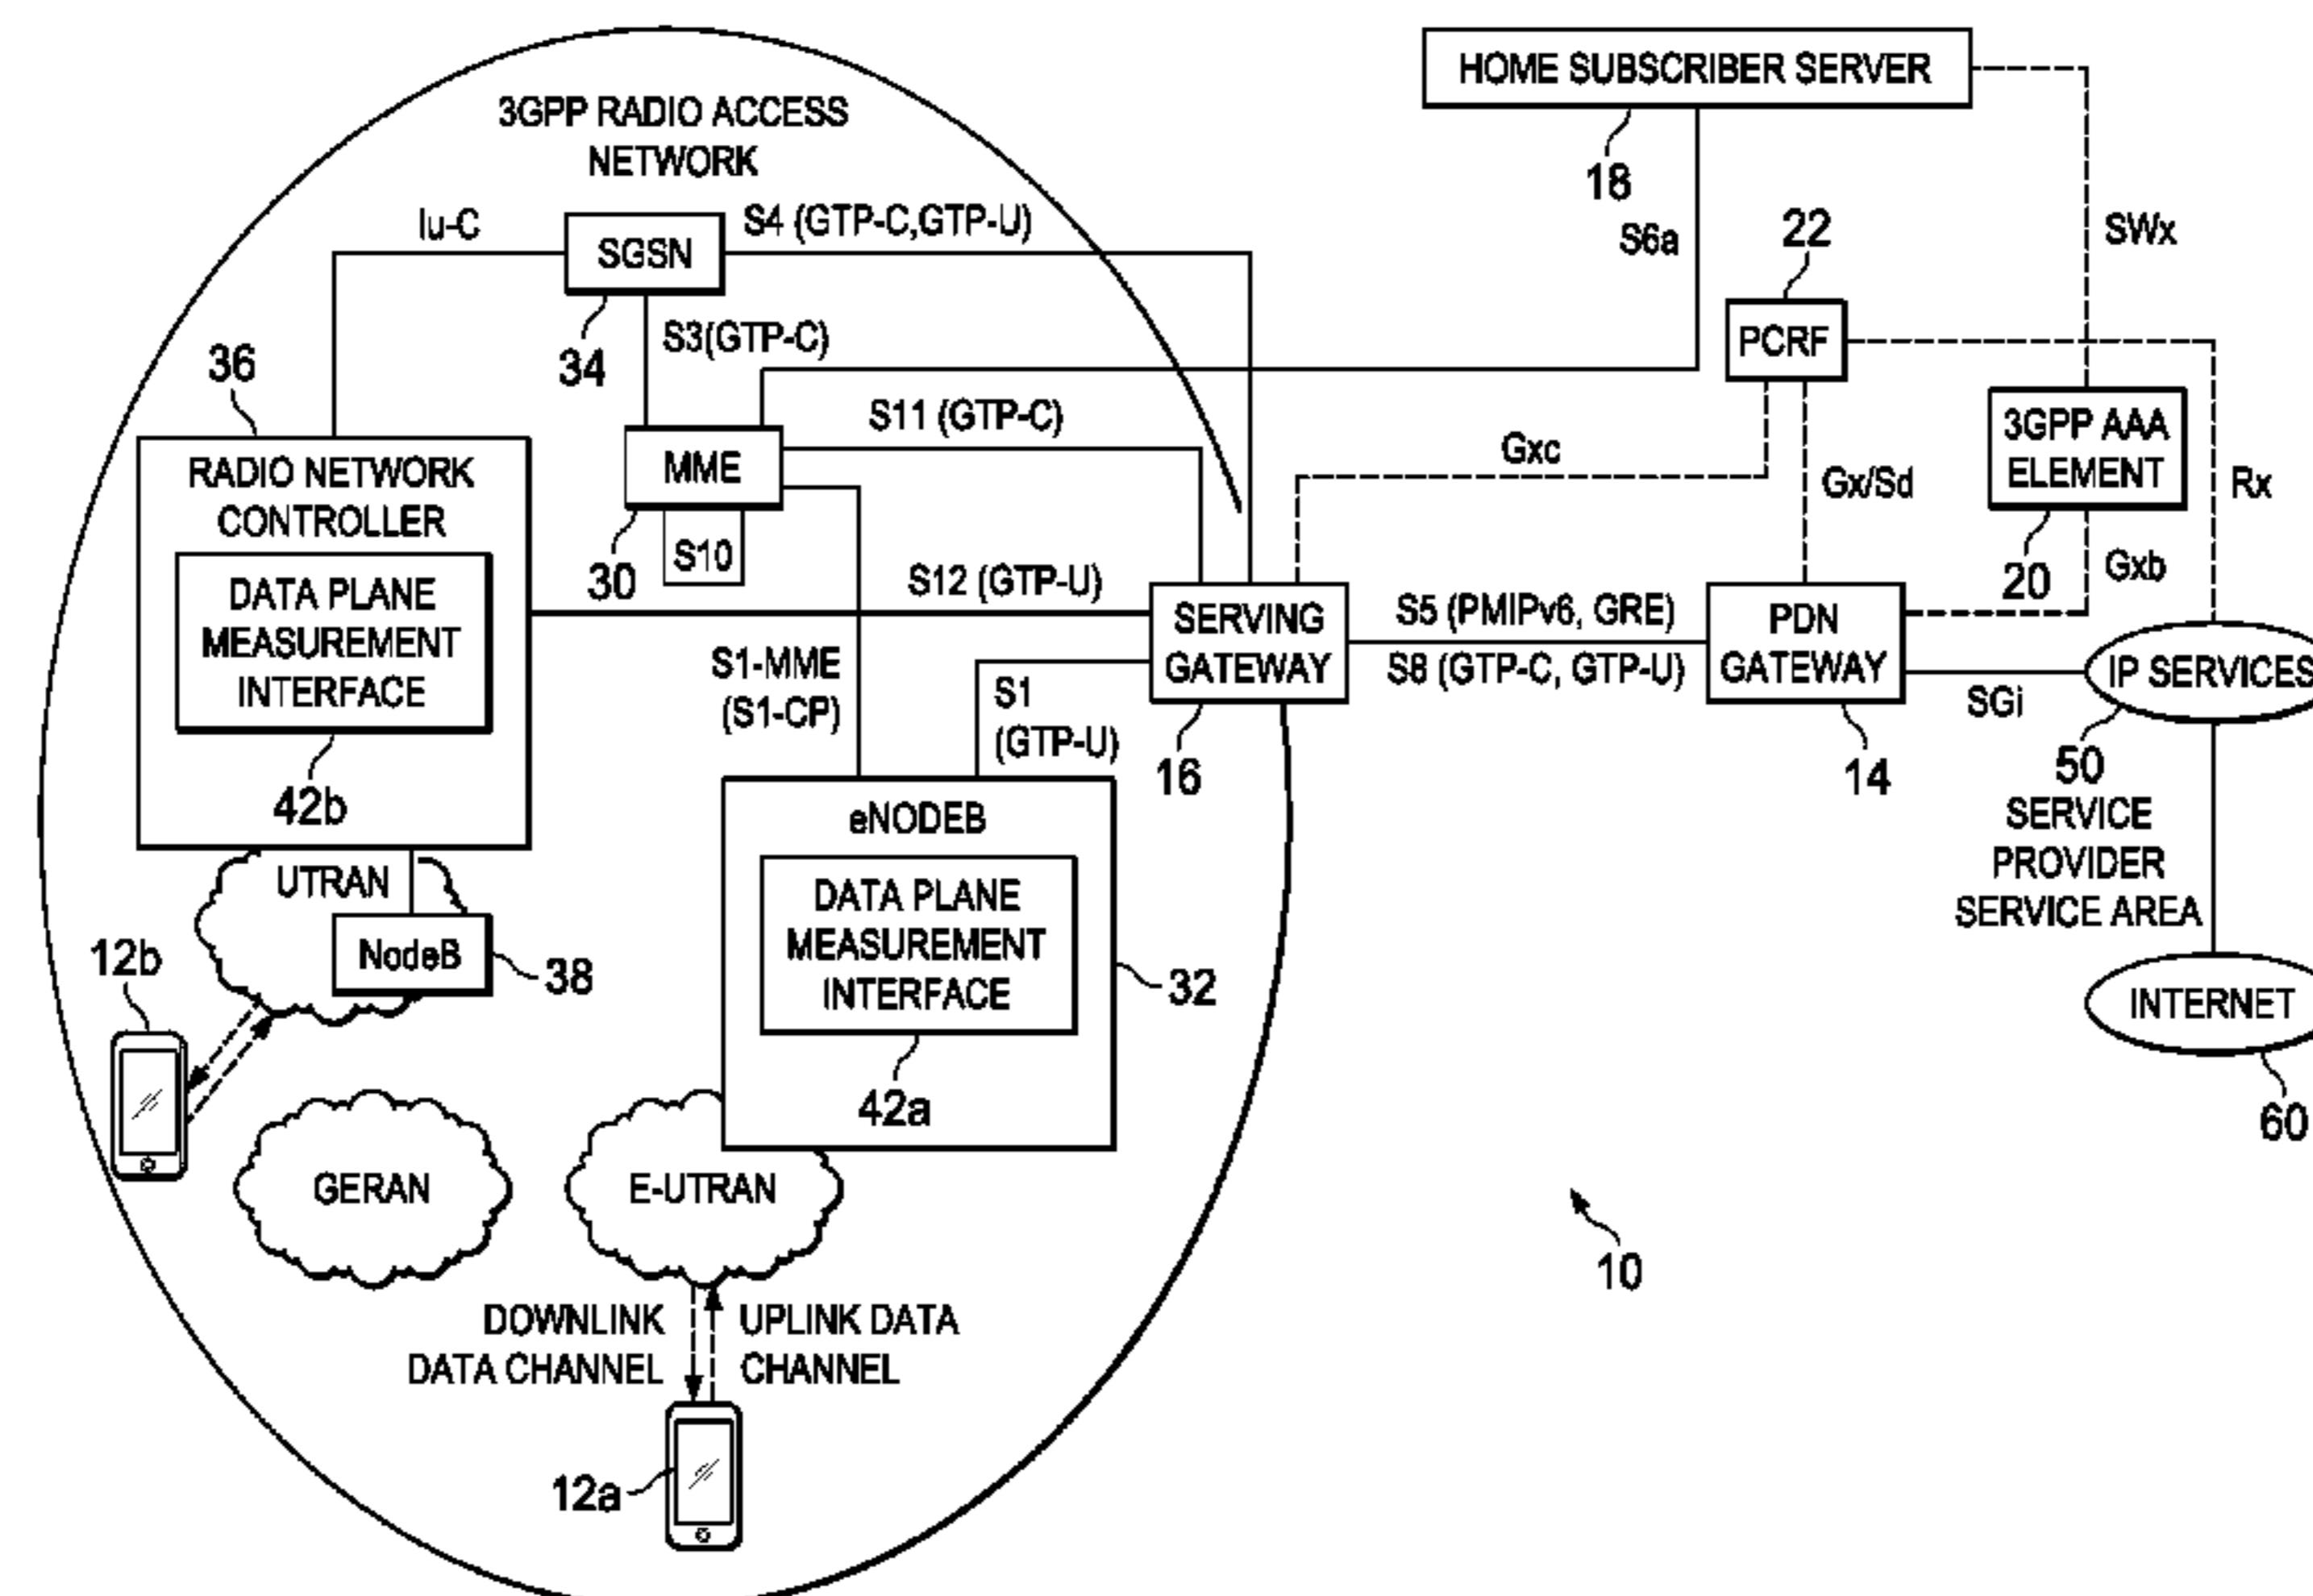 HOME SUBSCRIBER SERVER
3GPP RADIO ACCESS
NETWORK
18
Iu-C
SGSN
S4 (GTP-C,GTP-U)
S6a
22
SWx
34
S3(GTP-C)
PCRF
36
S11 (GTP-C)
3GPP AAA
ELEMENT
MME
Gxc
Gx/Sd
Rx
RADIO NETWORK
CONTROLLER
30
S10
20
Gxb
DATA PLANE
MEASUREMENT
INTERFACE
S12 (GTP-U)
SERVING
GATEWAY
S5 (PMIPv6, GRE)
S8 (GTP-C, GTP-U)
PDN
GATEWAY
IP SERVICES
SGi
S1-MME
(S1-CP)
S1
(GTP-U)
16
14
50
42b
SERVICE
PROVIDER
SERVICE AREA
eNODEB
UTRAN
DATA PLANE
MEASUREMENT
INTERFACE
12b
NodeB
38
32
INTERNET
42a
60
GERAN
E-UTRAN
10
DOWNLINK
DATA CHANNEL
UPLINK DATA
CHANNEL
12a